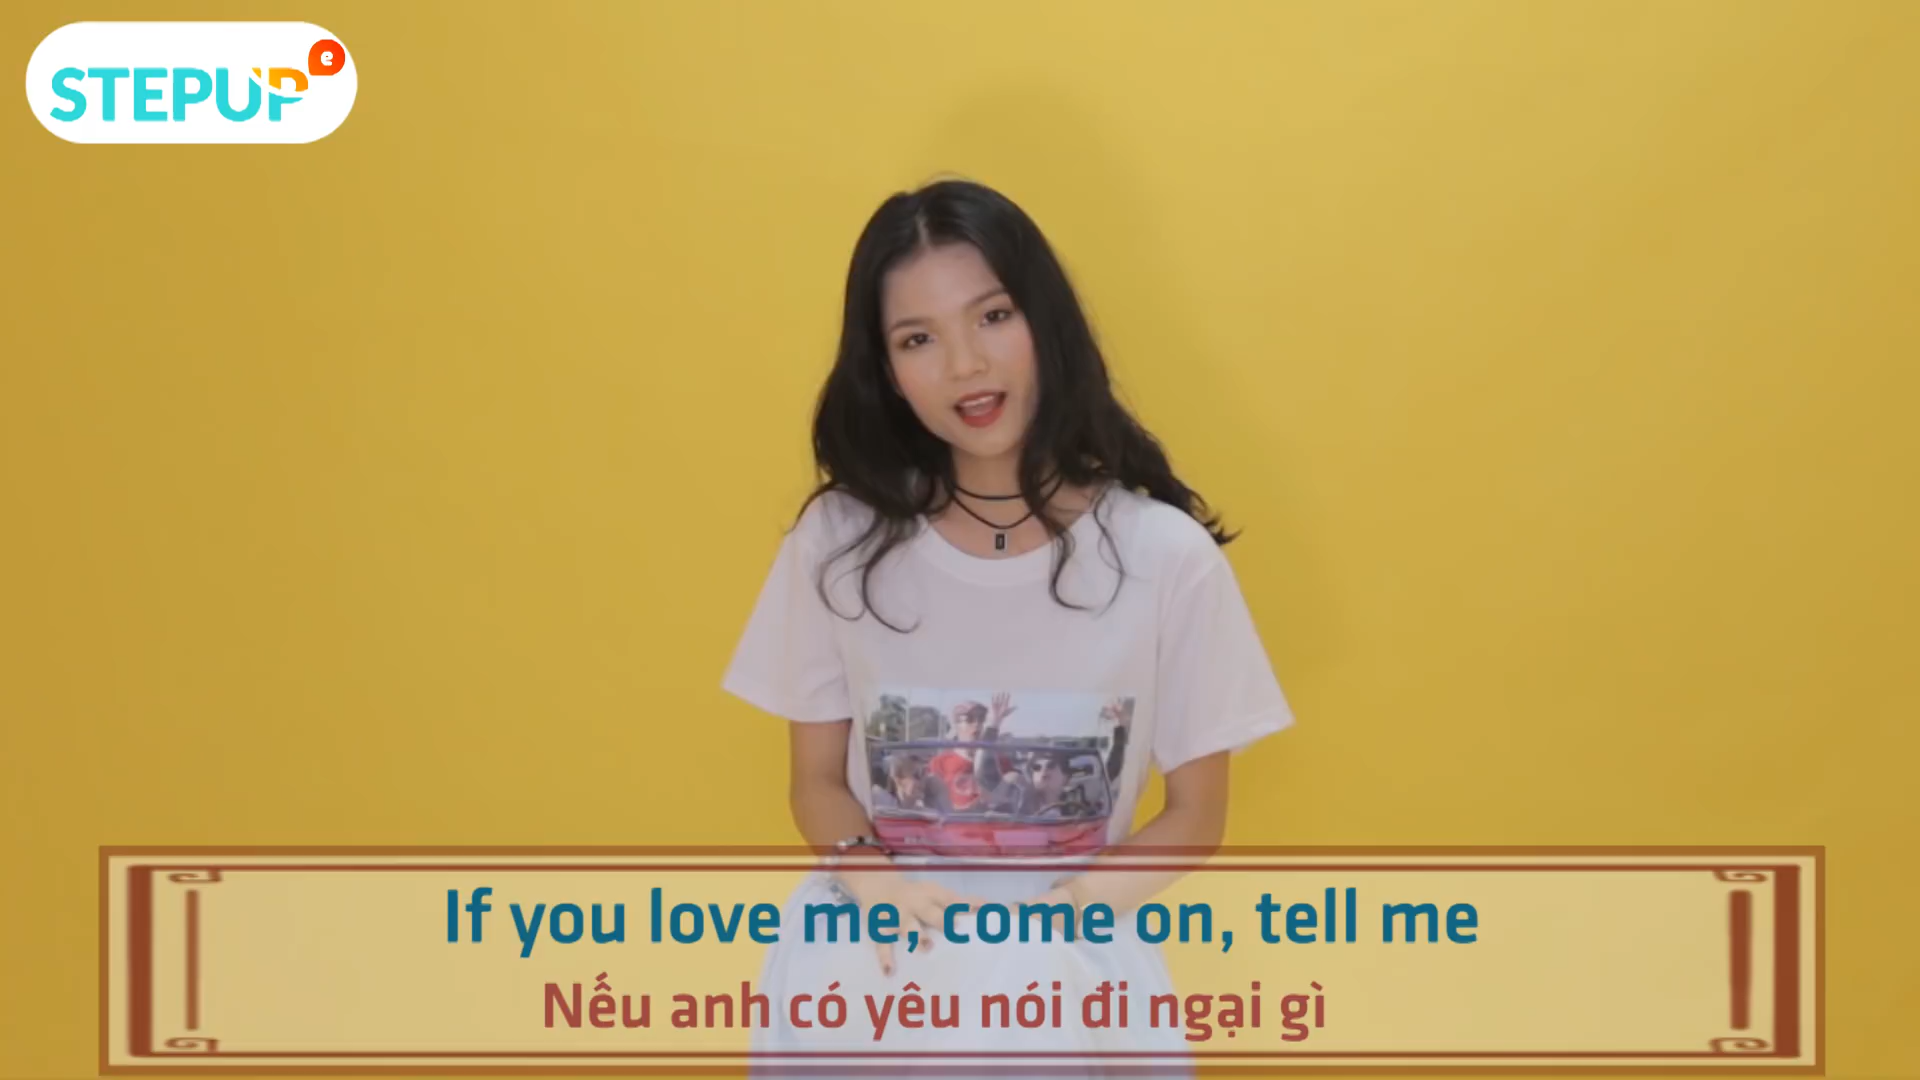 STEPUP e
If you love me, come on, tell me
Nếu anh có yêu nói đi ngại gì